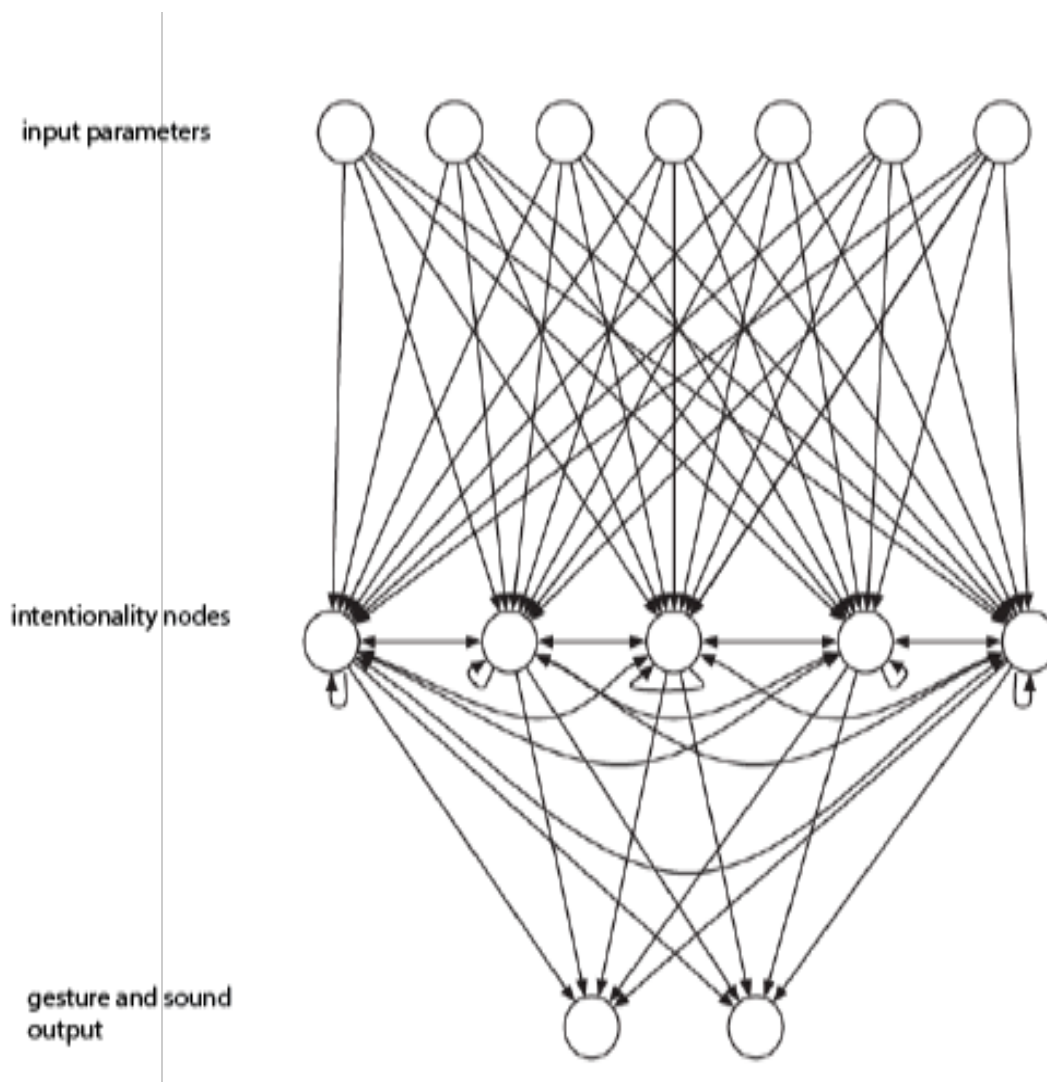 input parameters
intentionality nodes
gesture and sound
output